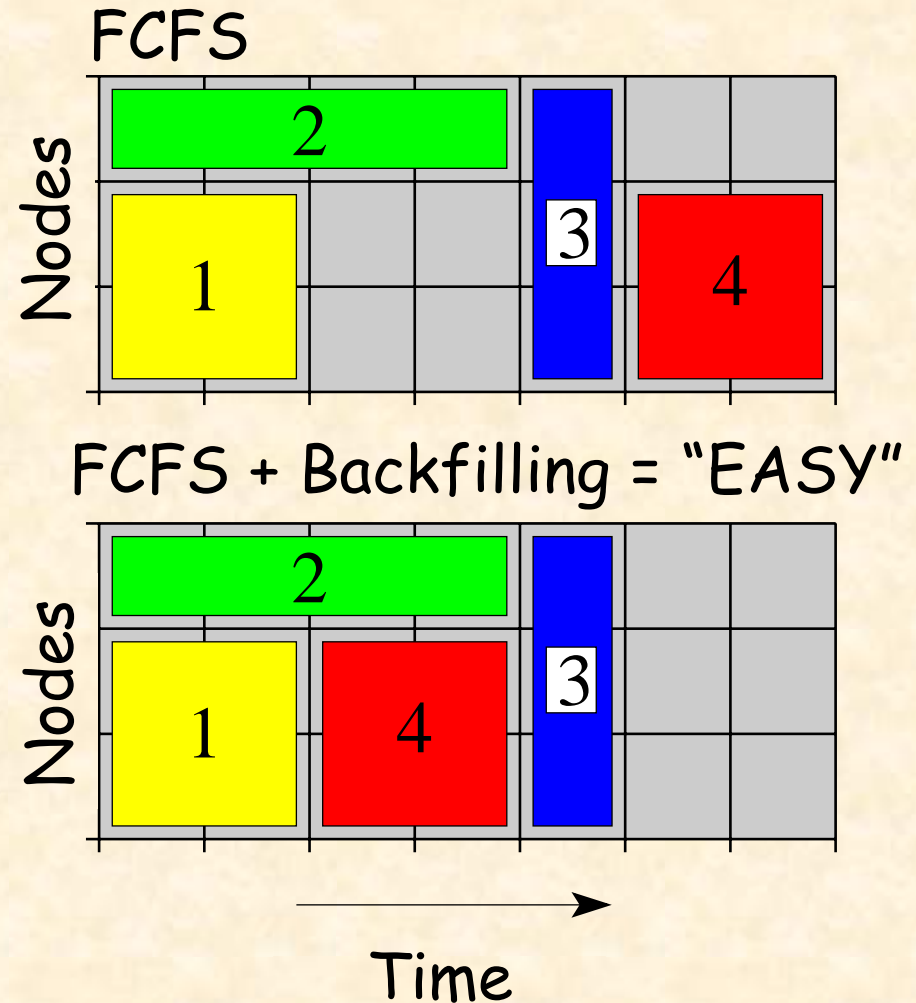 FCFS
Nodes
2
1
3
4
FCFS + Backfilling = “EASY”
Nodes
2
1
4
3
Time